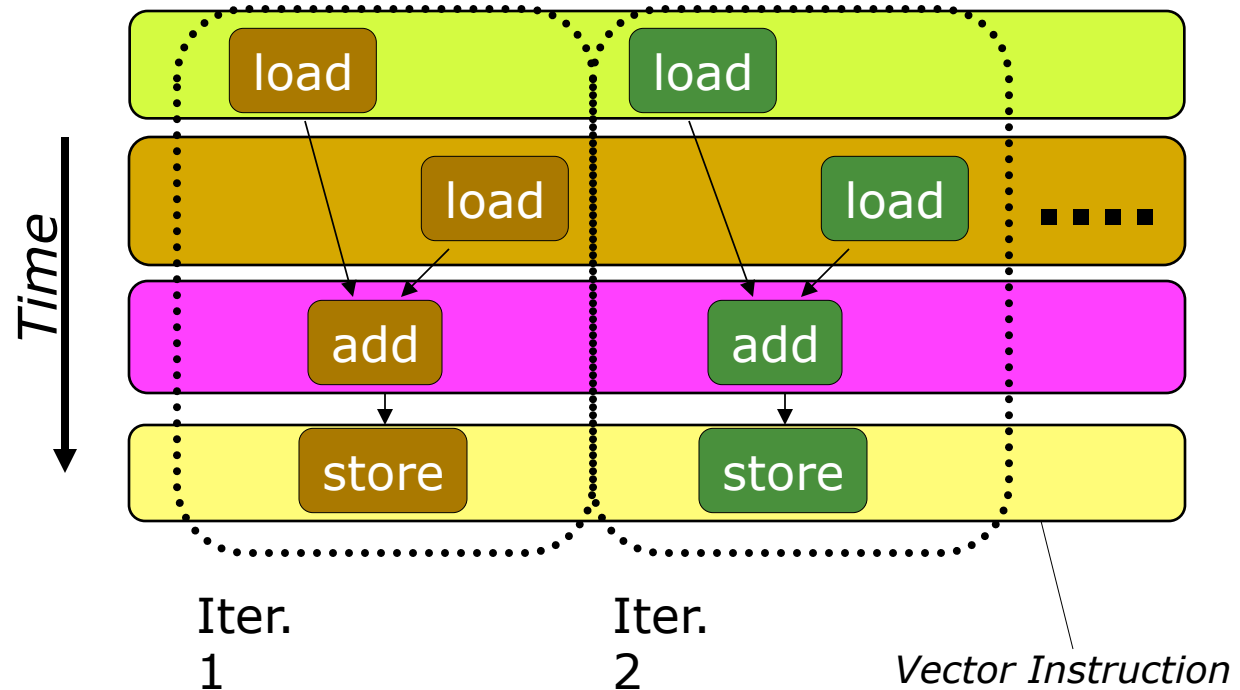 load load
load load
Time
add add
store store
Iter.
1
Iter.
2
Vector Instruction